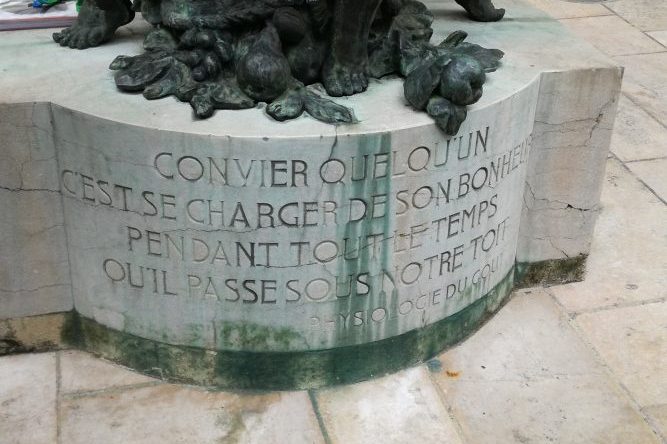 CONVIER QUELQU'UN
C'EST SE CHARGER DE SON BONHEUR
PENDANT TOUT LE TEMPS
QU'IL PASSE SOUS NOTRE TOIT
PHYSIOLOGIE DU GOUT